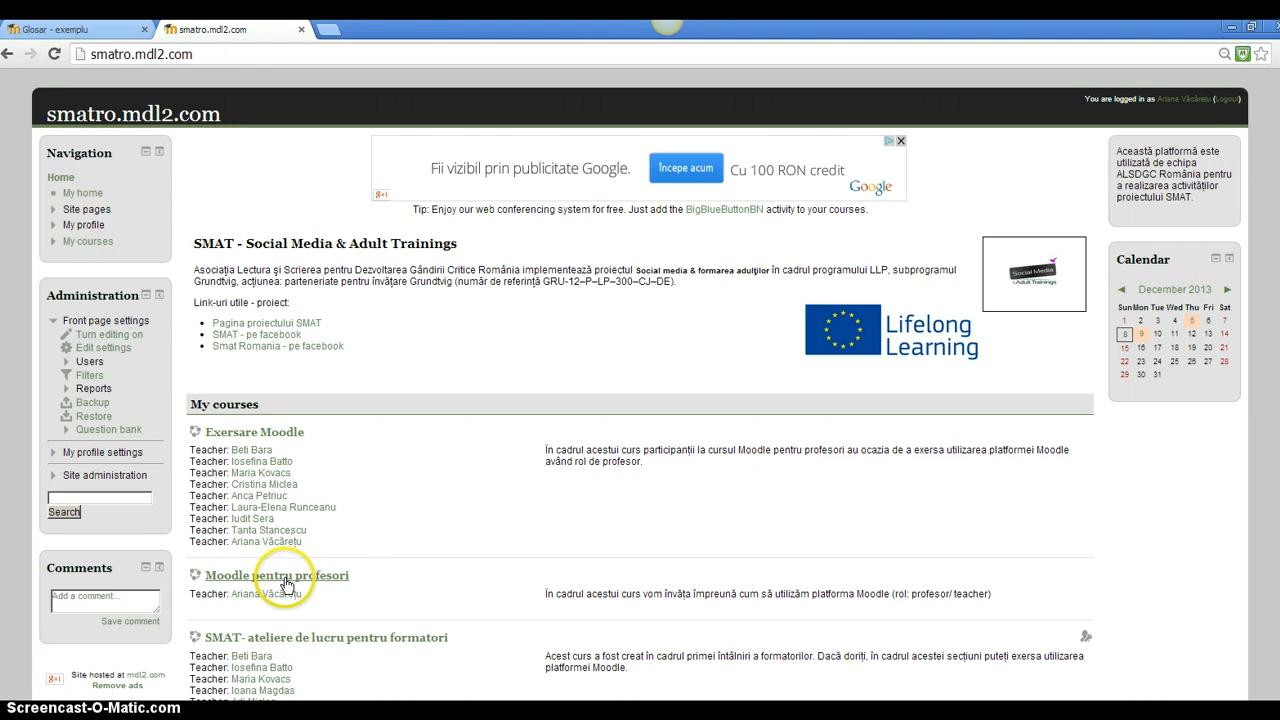 Glosar - exemplu
smatro.mdl2.com
smatro.mdl2.com
smatro.mdl2.com
You are logged in as Ariana Văcărețu (Logout)
Navigation
Home
My home
Site pages
My profile
My courses
Administration
Front page settings
Turn editing on
Edit settings
Users
Filters
Reports
Backup
Restore
Question bank
My profile settings
Site administration
Search
Comments
Add a comment...
Save comment
g+1
Site hosted at mdl2.com
Remove ads
Fii vizibil prin publicitate Google.
Începe acum
Cu 100 RON credit
Google
g+1
Tip: Enjoy our web conferencing system for free. Just add the BigBlueButtonBN activity to your courses.
SMAT - Social Media & Adult Trainings
Asociaţia Lectura şi Scrierea pentru Dezvoltarea Gândirii Critice România implementează proiectul Social media & formarea adulţilor în cadrul programului LLP, subprogramul
Grundtvig, acţiunea: parteneriate pentru învăţare Grundtvig (număr de referinţă GRU-12–P–LP–300–CJ–DE).
Link-uri utile - proiect:
Pagina proiectului SMAT
SMAT - pe facebook
Smat Romania - pe facebook
Social Media
& Adult Trainings
Lifelong
Learning
My courses
Exersare Moodle
Teacher: Beti Bara
Teacher: Iosefina Batto
Teacher: Maria Kovacs
Teacher: Cristina Miclea
Teacher: Anca Petriuc
Teacher: Laura-Elena Runceanu
Teacher: Iudit Sera
Teacher: Tanta Stancescu
Teacher: Ariana Văcărețu
În cadrul acestui curs participanții la cursul Moodle pentru profesori au ocazia de a exersa utilizarea platformei Moodle
având rol de profesor.
Moodle pentru profesori
Teacher: Ariana Văcărețu
În cadrul acestui curs vom învăța împreună cum să utilizăm platforma Moodle (rol: profesor/ teacher)
SMAT- ateliere de lucru pentru formatori
Teacher: Beti Bara
Teacher: Iosefina Batto
Teacher: Maria Kovacs
Teacher: Ioana Magdas
Acest curs a fost creat în cadrul primei întâlniri a formatorilor. Dacă doriți, în cadrul acestei secțiuni puteți exersa
utilizarea platformei Moodle.
Această platformă este
utilizată de echipa
ALSDGC România pentru
a realizarea activităților
proiectului SMAT.
Calendar
December 2013
Sun Mon Tue Wed Thu Fri Sat
1 2 3 4 5 6 7
8 9 10 11 12 13 14
15 16 17 18 19 20 21
22 23 24 25 26 27 28
29 30 31
Screencast-O-Matic.com